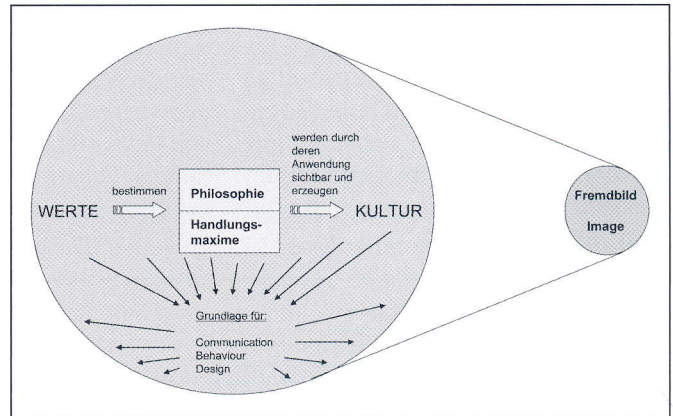 WERTE
bestimmen
Philosophie
Handlungs-
maxime
werden durch
deren
Anwendung
sichtbar und
erzeugen
KULTUR
Grundlage für:
Communication
Behaviour
Design
Fremdbild
Image